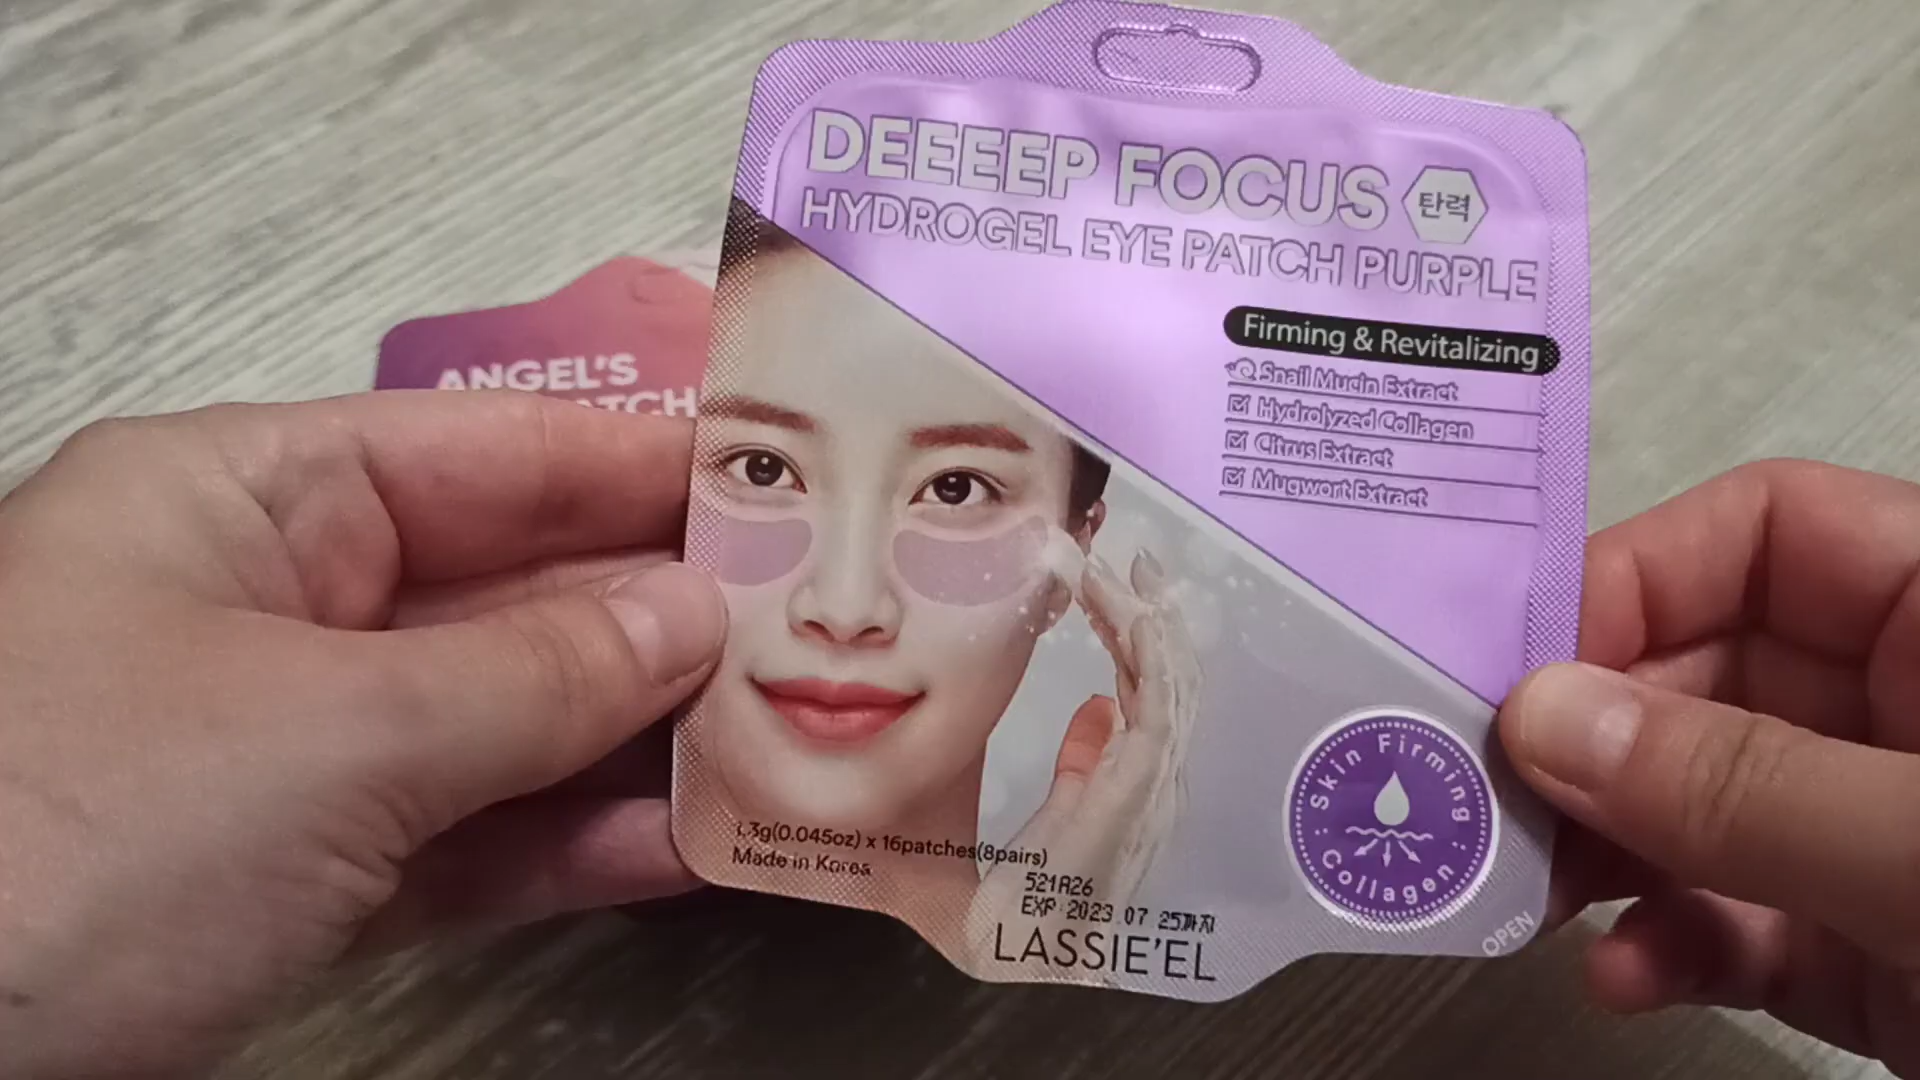 DEEEEP FOCUS 탄력
HYDROGEL EYE PATCH PURPLE
Firming & Revitalizing
Snail Mucin Extract
Hydrolyzed Collagen
Citrus Extract
Mugwort Extract
ANGEL'S
Skin Firming
: Collagen :
1.3g(0.045oz) x 16patches(8pairs)
Made in Korea
521A26
EXP 2023.07 25까지
LASSIE'EL
OPEN